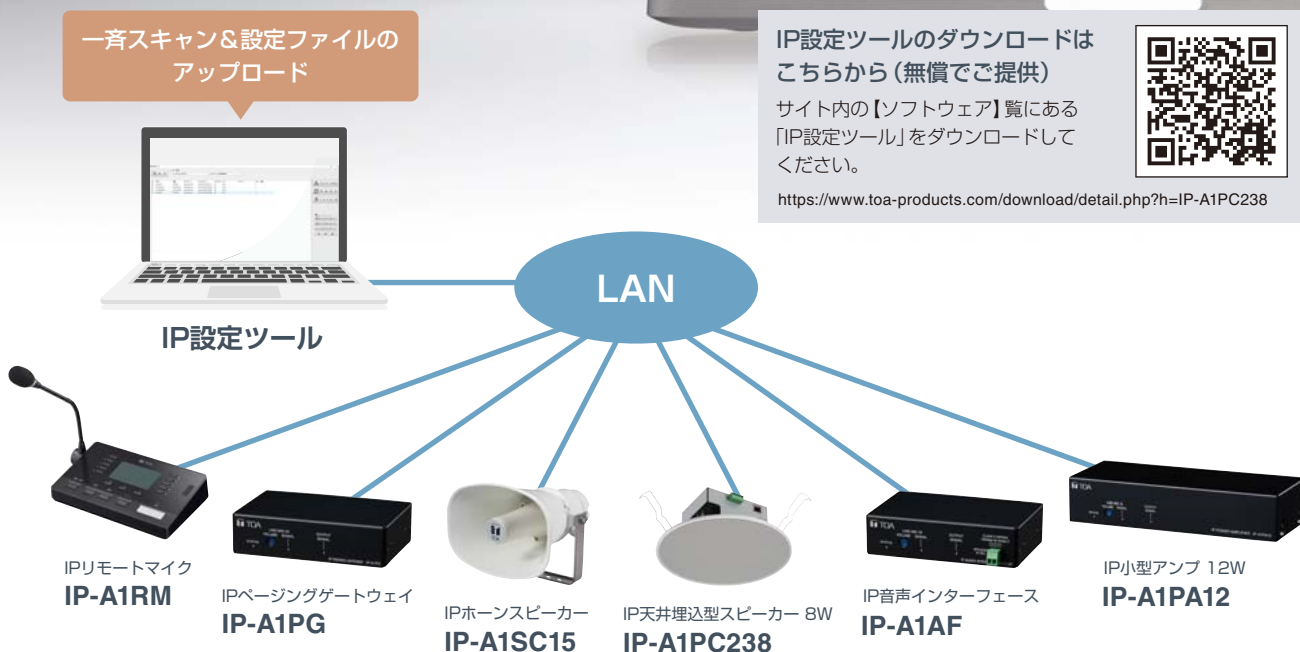 一斉スキャン&設定ファイルの
アップロード
IP設定ツールのダウンロードは
こちらから(無償でご提供)
サイト内の【ソフトウェア】覧にある
「IP設定ツール」をダウンロードして
ください。
https://www.toa-products.com/download/detail.php?h=IP-A1PC238
LAN
IP設定ツール
TOA
TOA
TOA
IPリモートマイク
IP-A1RM
IPページングゲートウェイ
IP-A1PG
IPホーンスピーカー
IP-A1SC15
IP天井埋込型スピーカー 8W
IP-A1PC238
IP音声インターフェース
IP-A1AF
IP小型アンプ 12W
IP-A1PA12